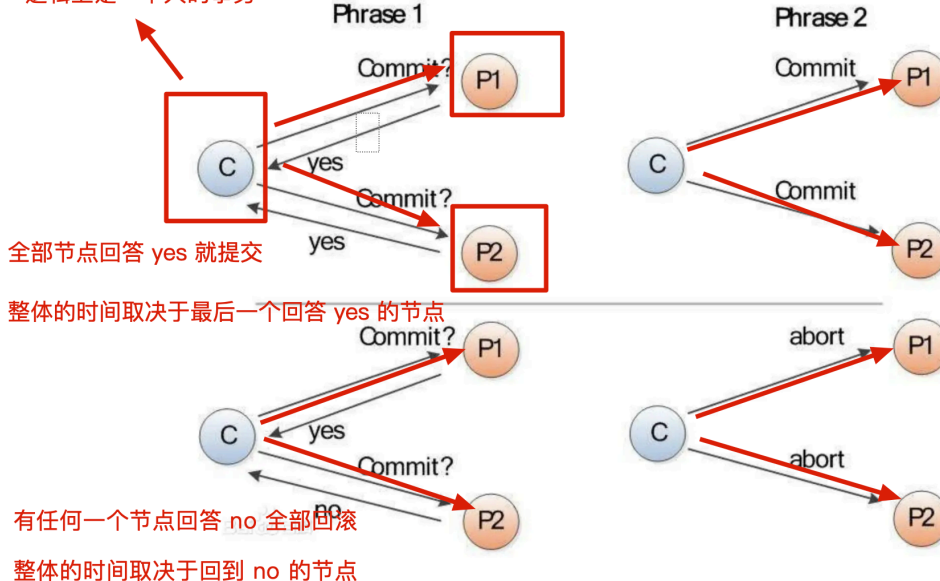 Phrase 1
Phrase 2
Commit?
P1
C
yes
Commit?
yes
P2
Commit
P1
C
Commit
P2
全部节点回答 yes 就提交
整体的时间取决于最后一个回答 yes 的节点
Commit?
P1
C
yes
Commit?
no
P2
abort
P1
C
abort
P2
有任何一个节点回答 no 全部回滚
整体的时间取决于回到 no 的节点